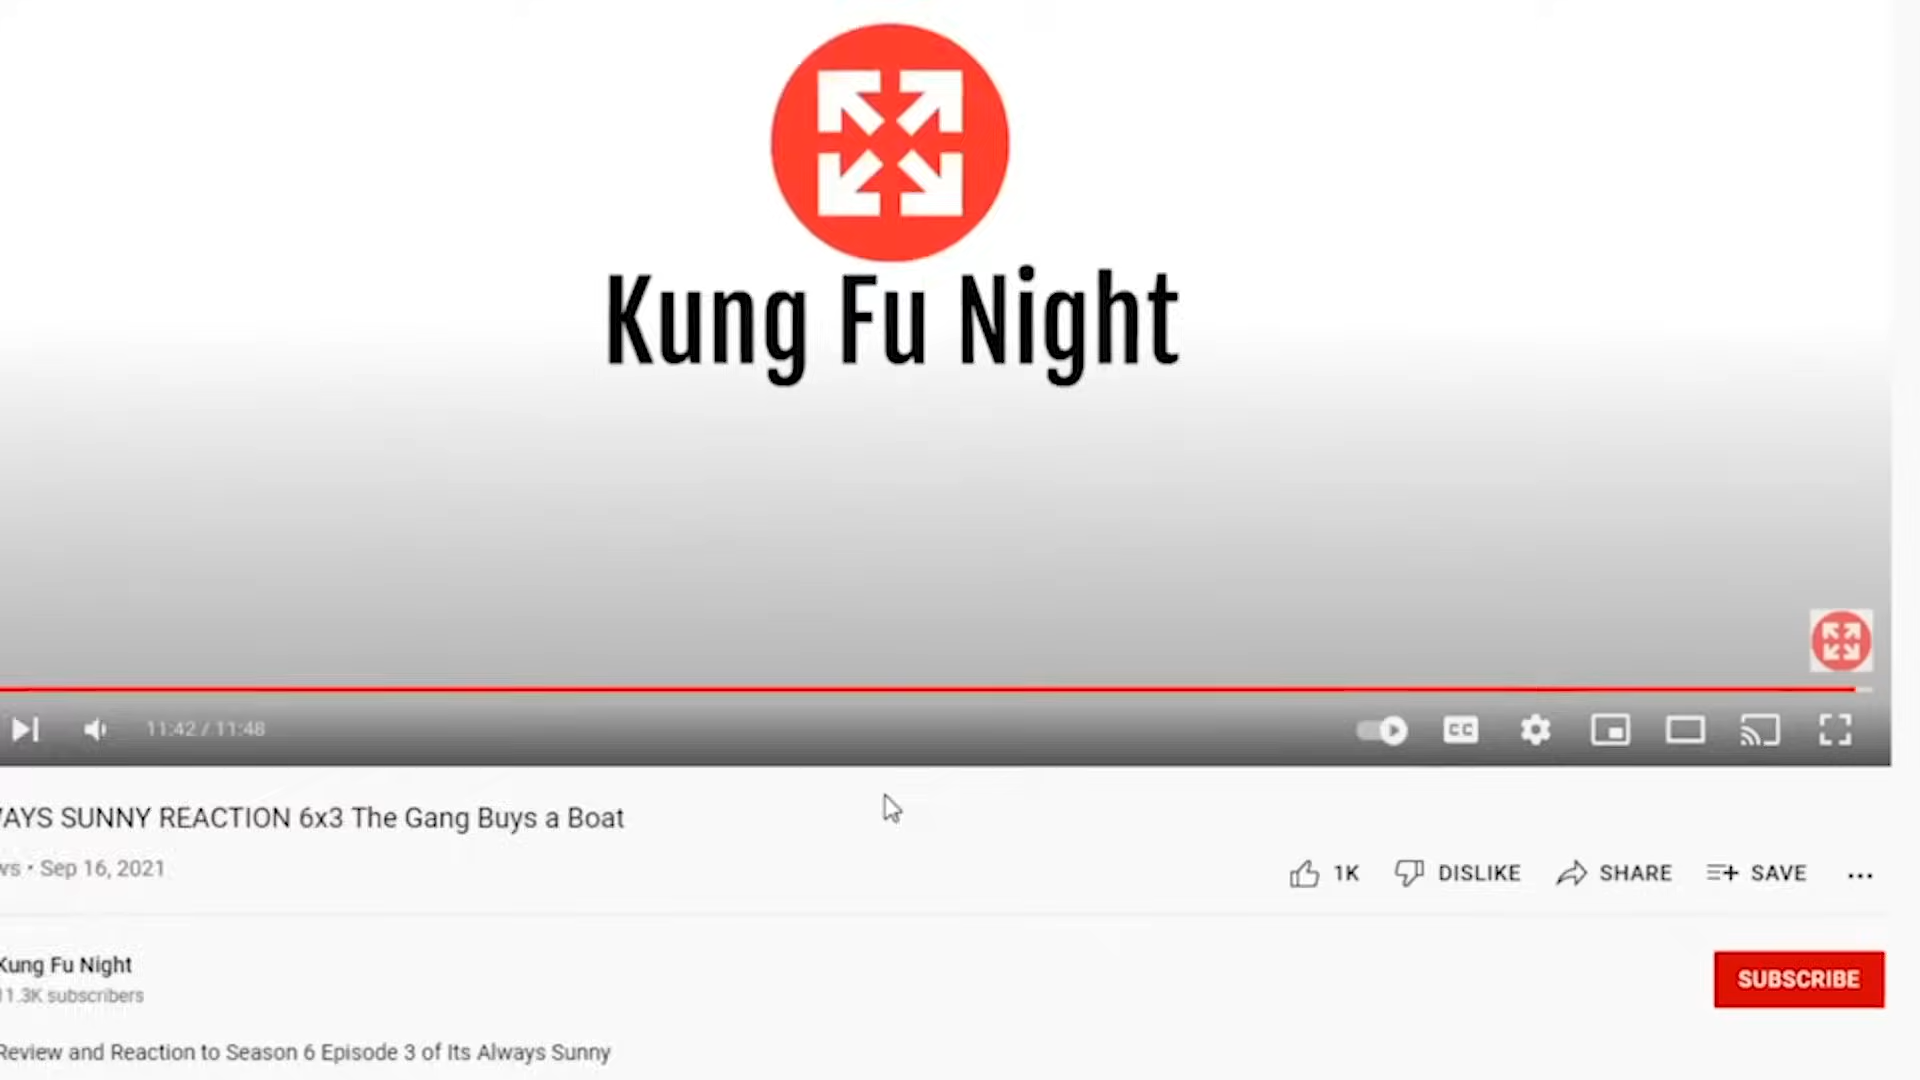 Kung Fu Night
11:42 / 11:48
CC
SUNNY REACTION 6x3 The Gang Buys a Boat
• Sep 16, 2021
1K DISLIKE SHARE SAVE ...
Kung Fu Night
11.3K subscribers
SUBSCRIBE
Review and Reaction to Season 6 Episode 3 of Its Always Sunny